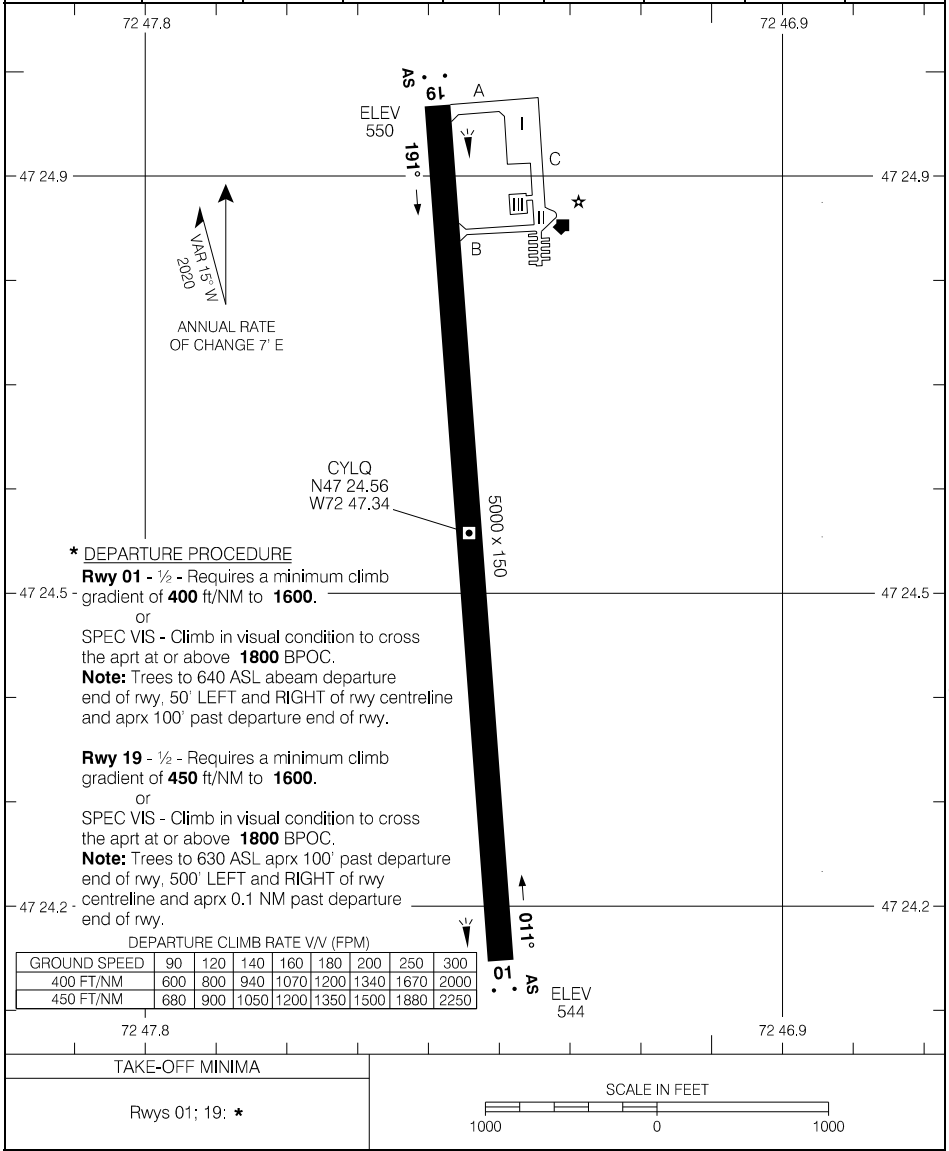 72 47.8
72 46.9
AS
19
A
ELEV
550
I
191°
C
47 24.9
47 24.9
III
II
B
VAR 15° W
2020
ANNUAL RATE
OF CHANGE 7' E
CYLQ
N47 24.56
W72 47.34
5000 x 150
* DEPARTURE PROCEDURE
Rwy 01 - ½ - Requires a minimum climb
47 24.5
gradient of 400 ft/NM to 1600.
47 24.5
or
SPEC VIS - Climb in visual condition to cross
the aprt at or above 1800 BPOC.
Note: Trees to 640 ASL abeam departure
end of rwy, 50' LEFT and RIGHT of rwy centreline
and aprx 100' past departure end of rwy.
Rwy 19 - ½ - Requires a minimum climb
gradient of 450 ft/NM to 1600.
or
SPEC VIS - Climb in visual condition to cross
the aprt at or above 1800 BPOC.
Note: Trees to 630 ASL aprx 100' past departure
end of rwy, 500' LEFT and RIGHT of rwy
47 24.2
centreline and aprx 0.1 NM past departure
47 24.2
end of rwy.
011°
DEPARTURE CLIMB RATE V/V (FPM)
GROUND SPEED 90 120 140 160 180 200 250 300
400 FT/NM 600 800 940 1070 1200 1340 1670 2000
450 FT/NM 680 900 1050 1200 1350 1500 1880 2250
01
AS
ELEV
544
72 47.8
72 46.9
TAKE-OFF MINIMA
Rwys 01; 19: *
SCALE IN FEET
1000 0 1000